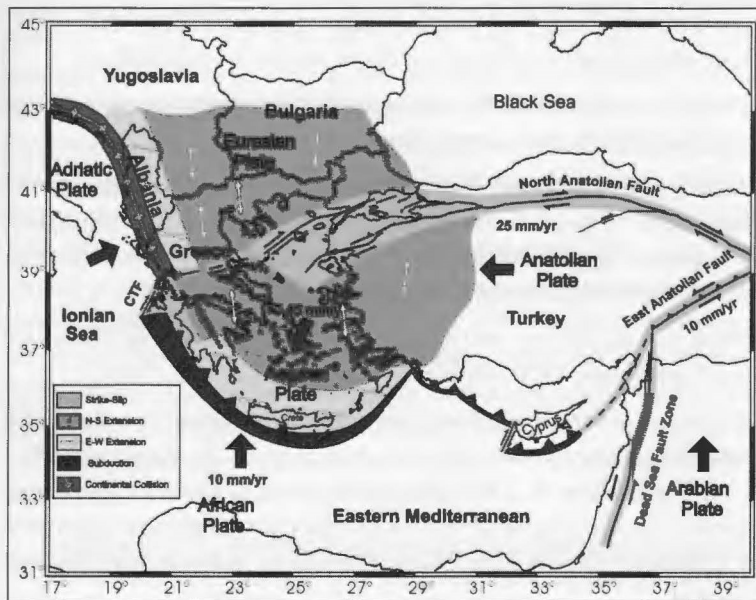 45°
43°
41°
39°
37°
35°
33°
31°
17°
19°
21°
23°
25°
27°
29°
31°
33°
35°
37°
39°
Yugoslavia
Bulgaria
Black Sea
Eurasian
Plate
Adriatic
Plate
Albania
North Anatolian Fault
25 mm/yr
Gr
Anatolian
Plate
East Anatolian Fault
10 mm/yr
CTF
Ionian
Sea
Turkey
Plate
Crete
Cyprus
Strike-Slip
N-S Extension
E-W Extension
Subduction
Continental Collision
10 mm/yr
African
Plate
Eastern Mediterranean
Dead Sea Fault Zone
Arabian
Plate